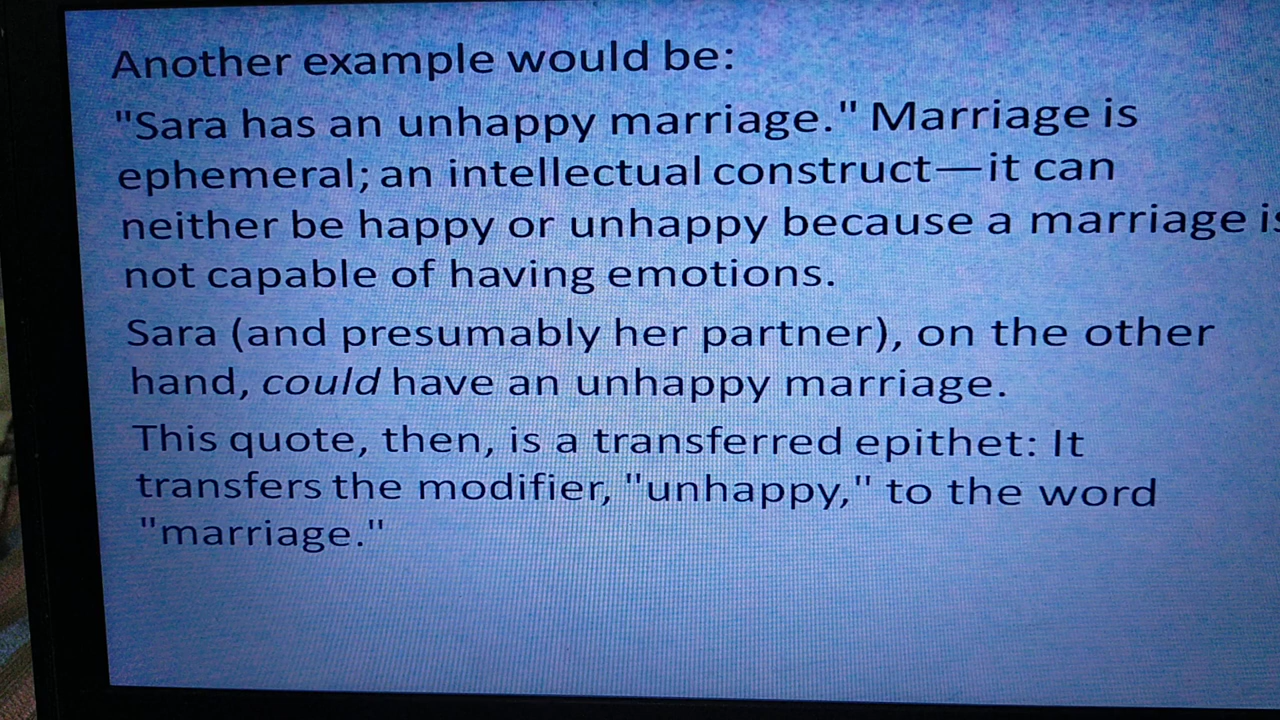 Another example would be:
"Sara has an unhappy marriage." Marriage is
ephemeral; an intellectual construct—it can
neither be happy or unhappy because a marriage is
not capable of having emotions.
Sara (and presumably her partner), on the other
hand, could have an unhappy marriage.
This quote, then, is a transferred epithet: It
transfers the modifier, "unhappy," to the word
"marriage."